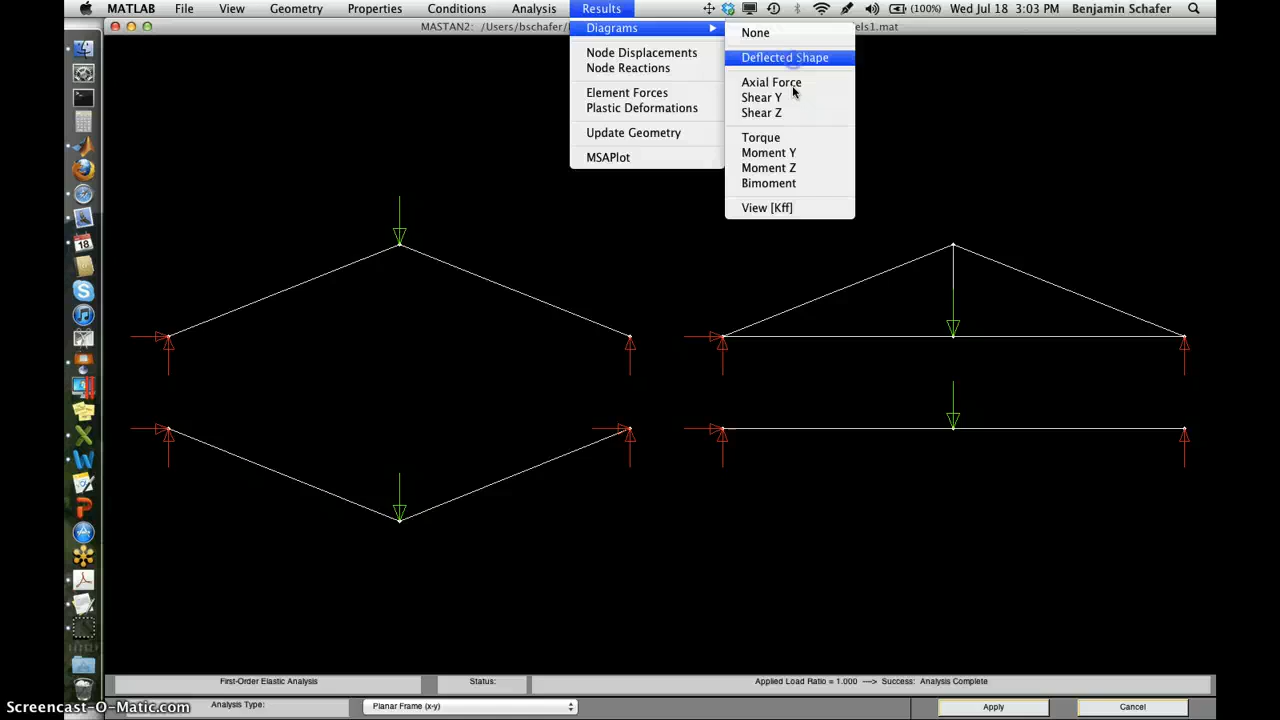 MATLAB File View Geometry Properties Conditions Analysis Results (100%) Wed Jul 18 3:03 PM Benjamin Schafer
MASTAN2: /Users/bschafer/
els1.mat
Diagrams
Node Displacements
Node Reactions
Element Forces
Plastic Deformations
Update Geometry
MSAPlot
None
Deflected Shape
Axial Force
Shear Y
Shear Z
Torque
Moment Y
Moment Z
Bimoment
View [Kff]
18
First-Order Elastic Analysis Status: Applied Load Ratio = 1.000 ---> Success: Analysis Complete
Analysis Type: Planar Frame (x-y) Apply Cancel
Screencast-O-Matic.com